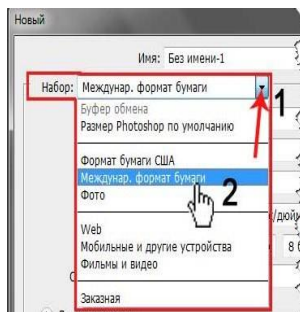 Новый
Имя: Без имени-1
Набор: Междунар. формат бумаги
1
Буфер обмена
Размер Photoshop по умолчанию
Формат бумаги США
Междунар. формат бумаги
Фото
2
Web
Мобильные и другие устройства
8
Фильмы и видео
Заказная